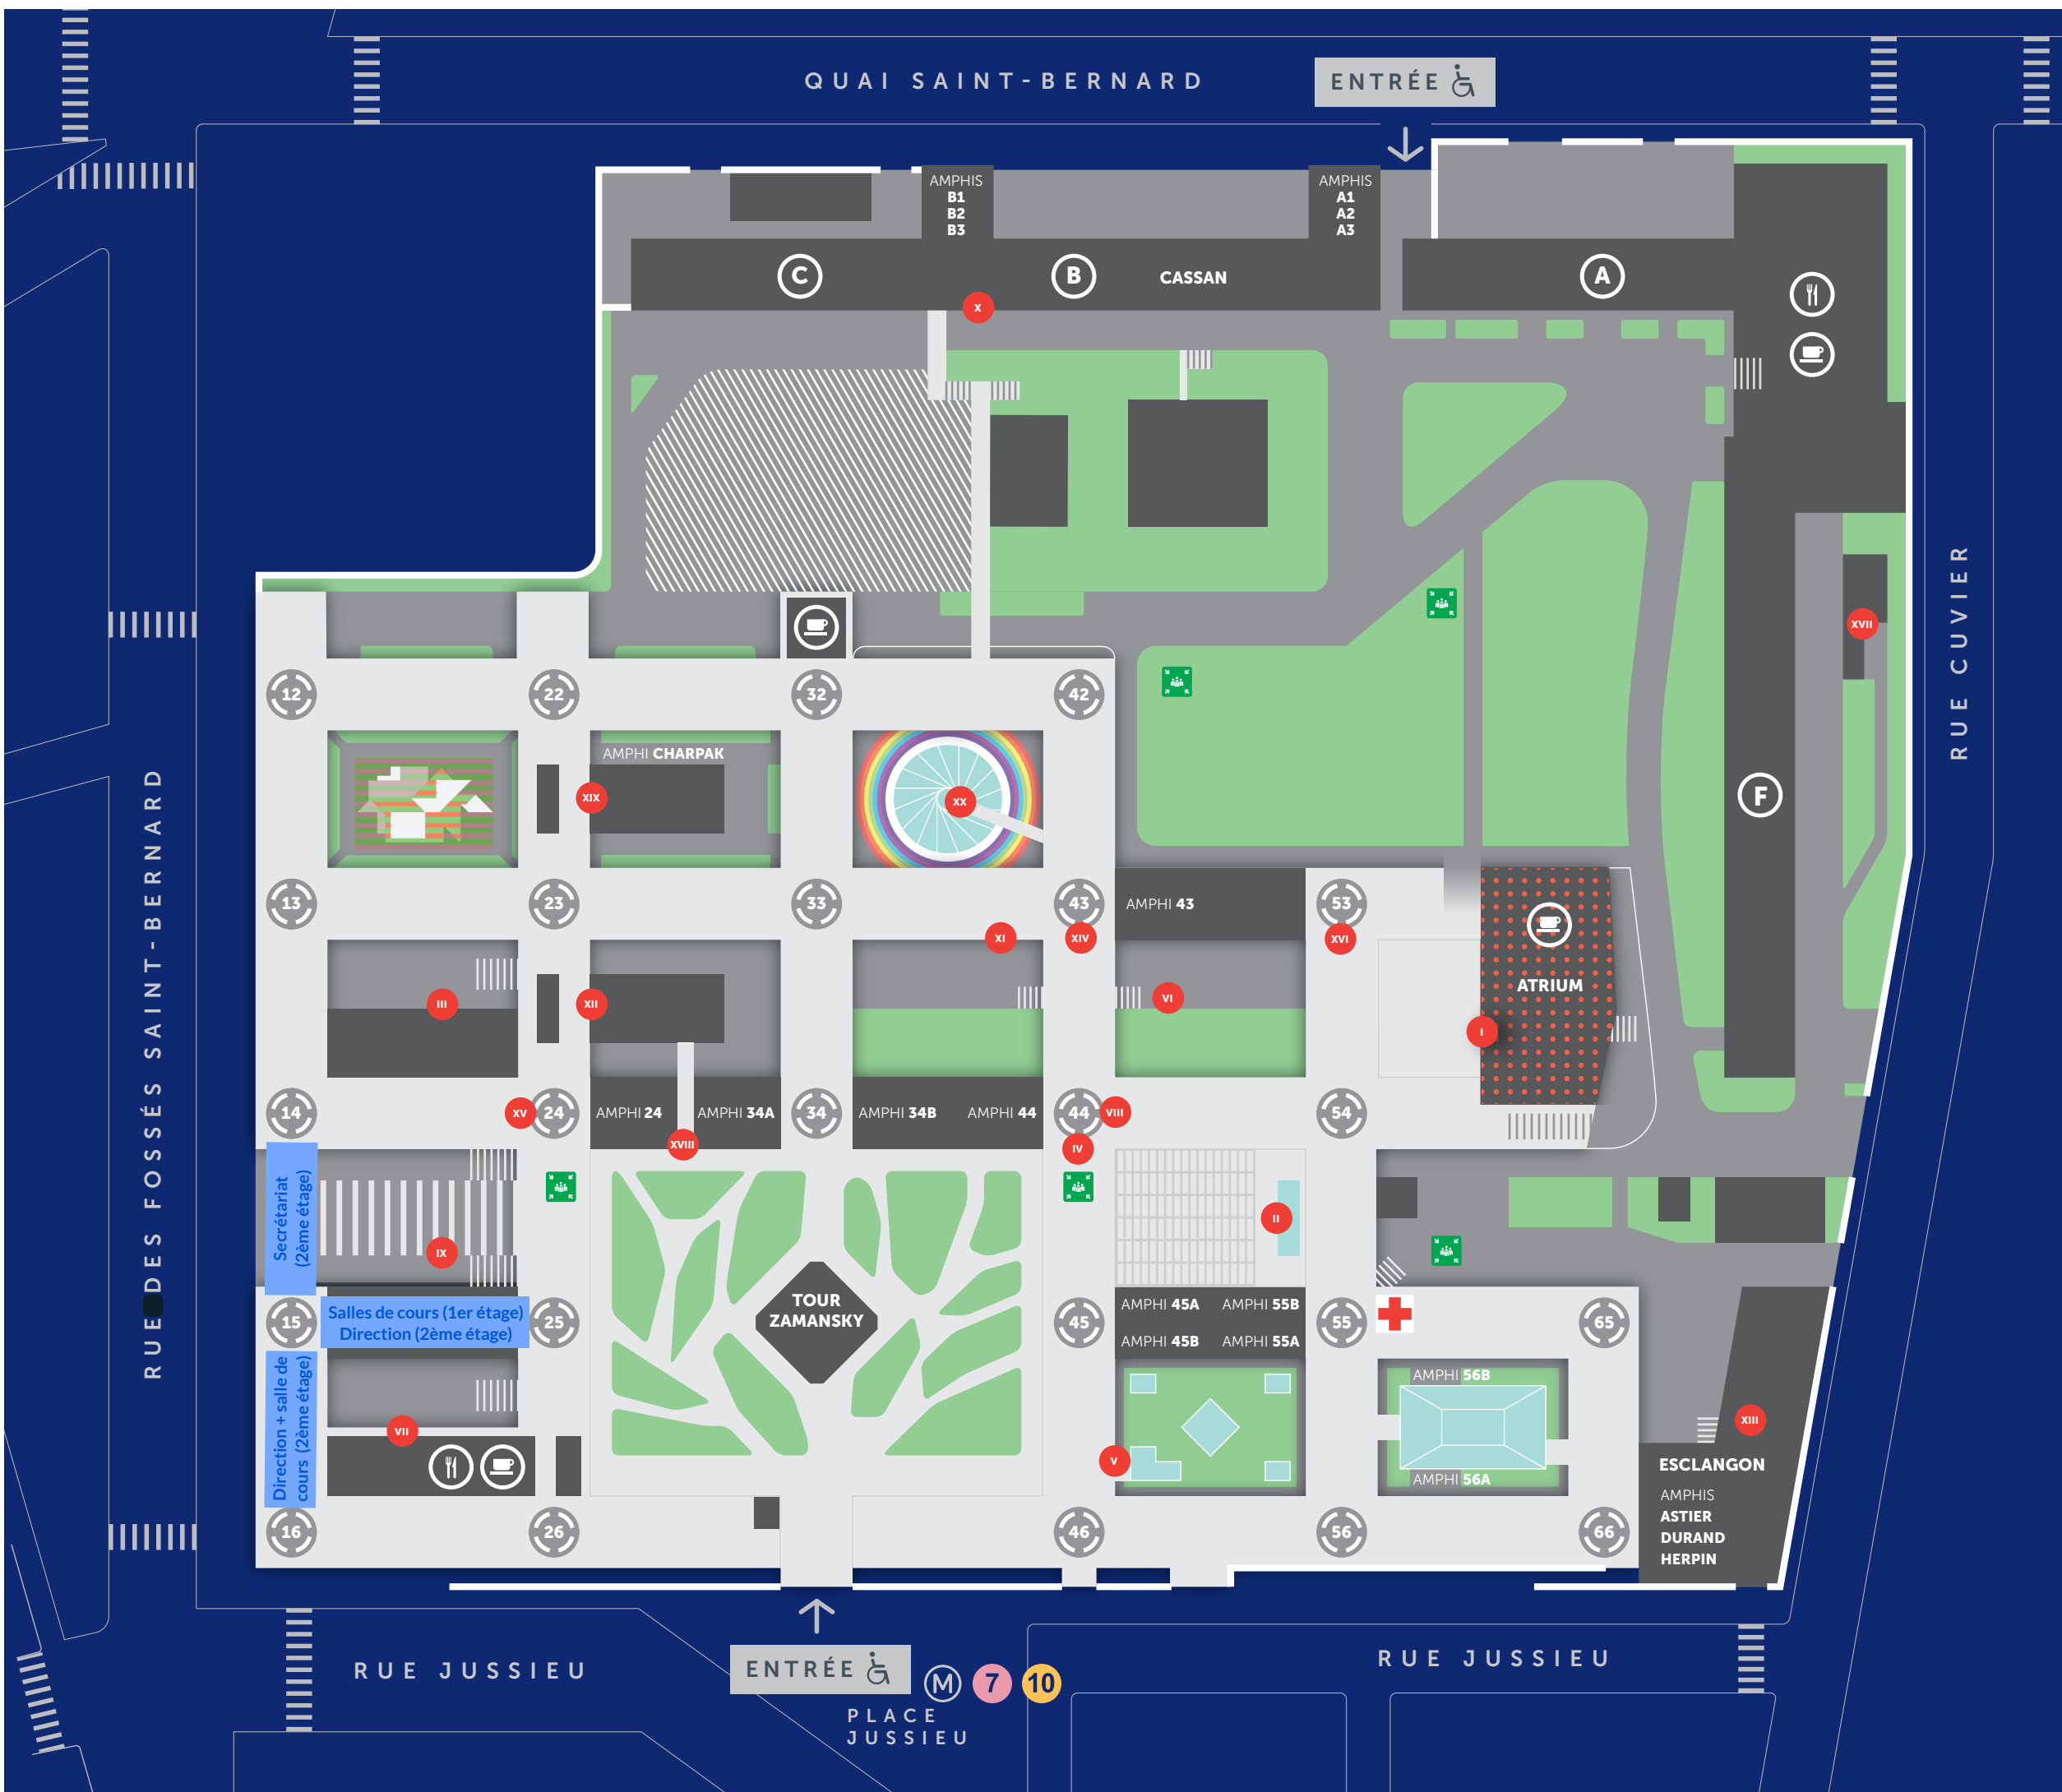 QUAI SAINT-BERNARD
ENTRÉE
AMPHIS
B1
B2
B3
AMPHIS
A1
A2
A3
C
B
CASSAN
A
X
XVII
RUE CUVIER
12
22
32
42
AMPHI CHARPAK
XIX
XX
F
RUE DES FOSSÉS SAINT-BERNARD
13
23
33
43
AMPHI 43
53
XI
XIV
XVI
ATRIUM
III
XII
VI
I
14
XV
24
AMPHI 24
AMPHI 34A
34
AMPHI 34B
AMPHI 44
44
VIII
54
XVIII
IV
Secrétariat
(2ème étage)
IX
II
15
Salles de cours (1er étage)
Direction (2ème étage)
25
TOUR
ZAMANSKY
45
AMPHI 45A
AMPHI 55B
AMPHI 45B
AMPHI 55A
55
65
Direction + salle de
cours (2ème étage)
VII
V
AMPHI 56B
AMPHI 56A
XIII
ESCLANGON
AMPHIS
ASTIER
DURAND
HERPIN
16
26
46
56
66
RUE JUSSIEU
ENTRÉE
M
7
10
PLACE
JUSSIEU
RUE JUSSIEU